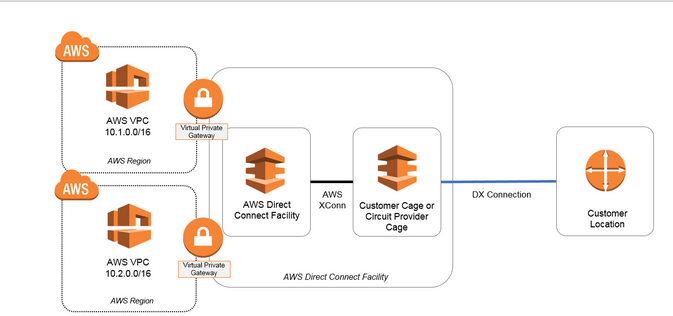 AWS
AWS VPC
10.1.0.0/16
AWS Region
Virtual Private
Gateway
AWS
AWS VPC
10.2.0.0/16
AWS Region
Virtual Private
Gateway
AWS Direct
Connect Facility
AWS
XConn
Customer Cage or
Circuit Provider
Cage
AWS Direct Connect Facility
DX Connection
Customer
Location